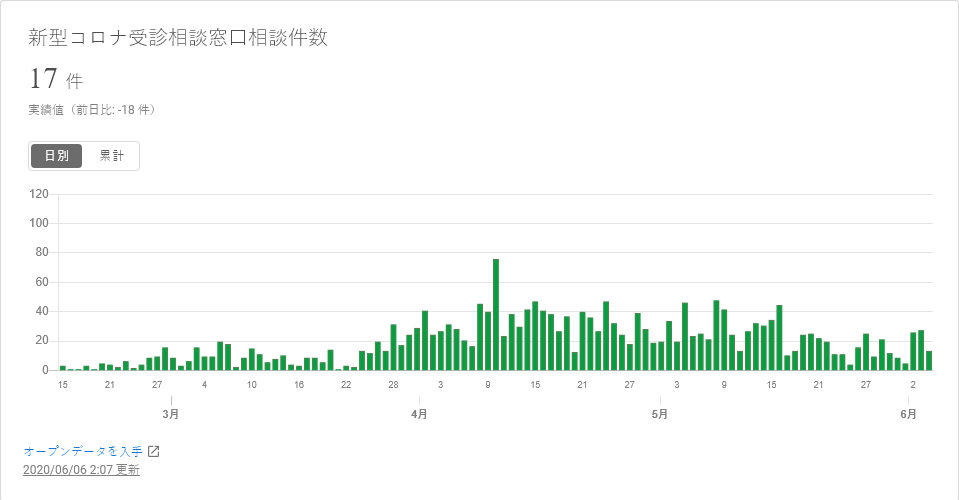 新型コロナ受診相談窓口相談件数
17 件
実績値（前日比: -18 件）
日別 累計
120
100
80
60
40
20
0
15 21 27 4 10 16 22 28 3 9 15 21 27 3 9 15 21 27 2
3月 4月 5月 6月
オープンデータを入手
2020/06/06 2:07 更新